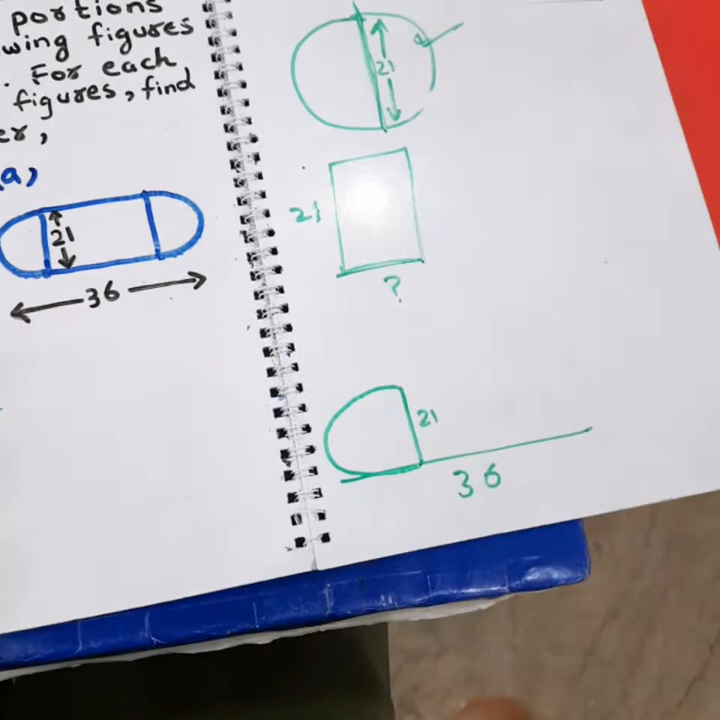 portions
wing figures
. For each
figures, find
er,
a,
21
36
21
21
?
21
36